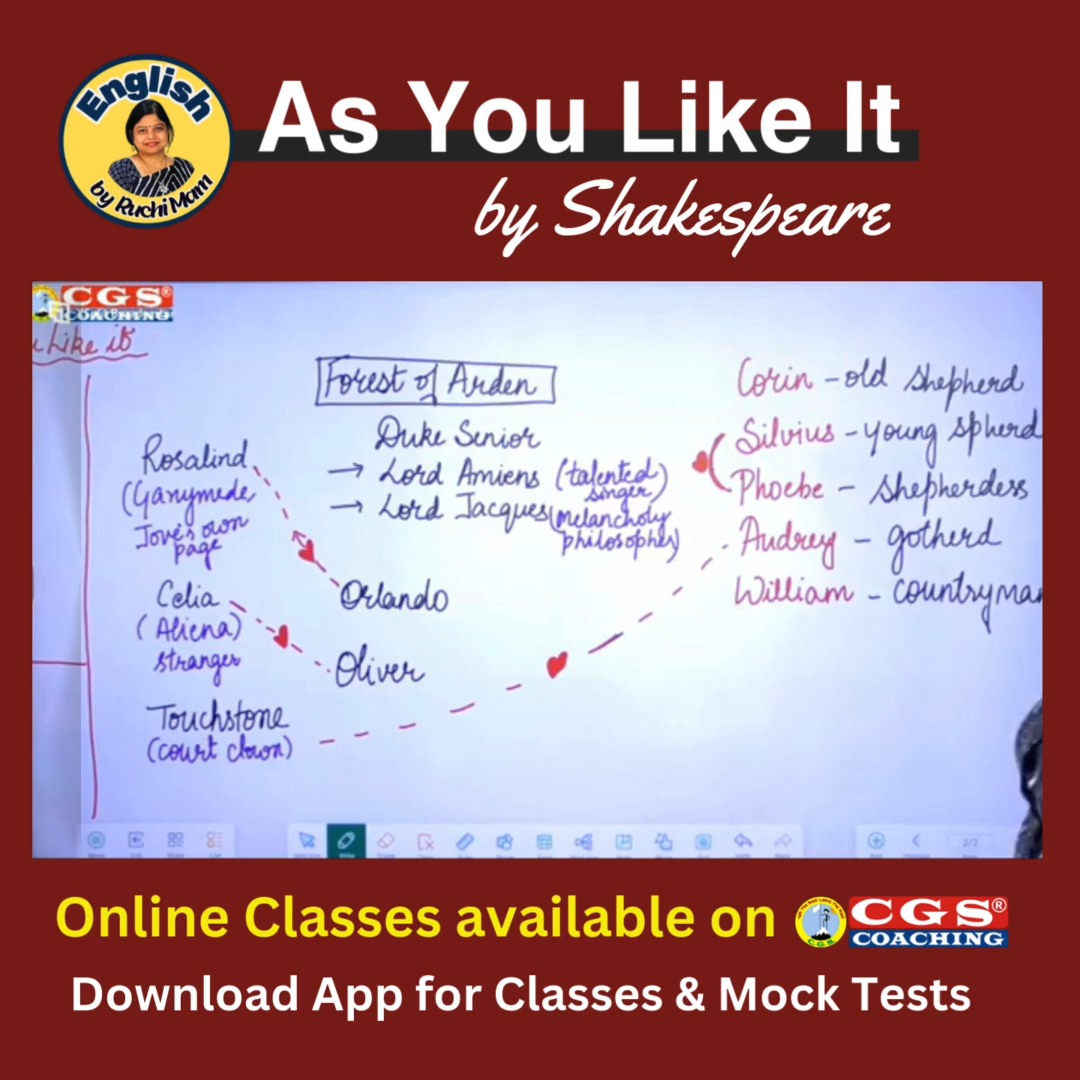 English
by Ruchi Mam
As You Like It
by Shakespeare
CGS®
COACHING
Like it
Forest of Arden
Duke Senior
→ Lord Amiens (talented
singer)
→ Lord Jacques (melancholy
philosopher)
Rosalind
(Ganymede
Jove's own
page
Celia
(Aliena)
stranger
Touchstone
(court clown)
Orlando
Oliver
Corin - old shepherd
Silvius - young spherd
Phoebe - shepherdess
Audrey - gotherd
William - countryman
2/2
Online Classes available on
CGS®
COACHING
Download App for Classes & Mock Tests